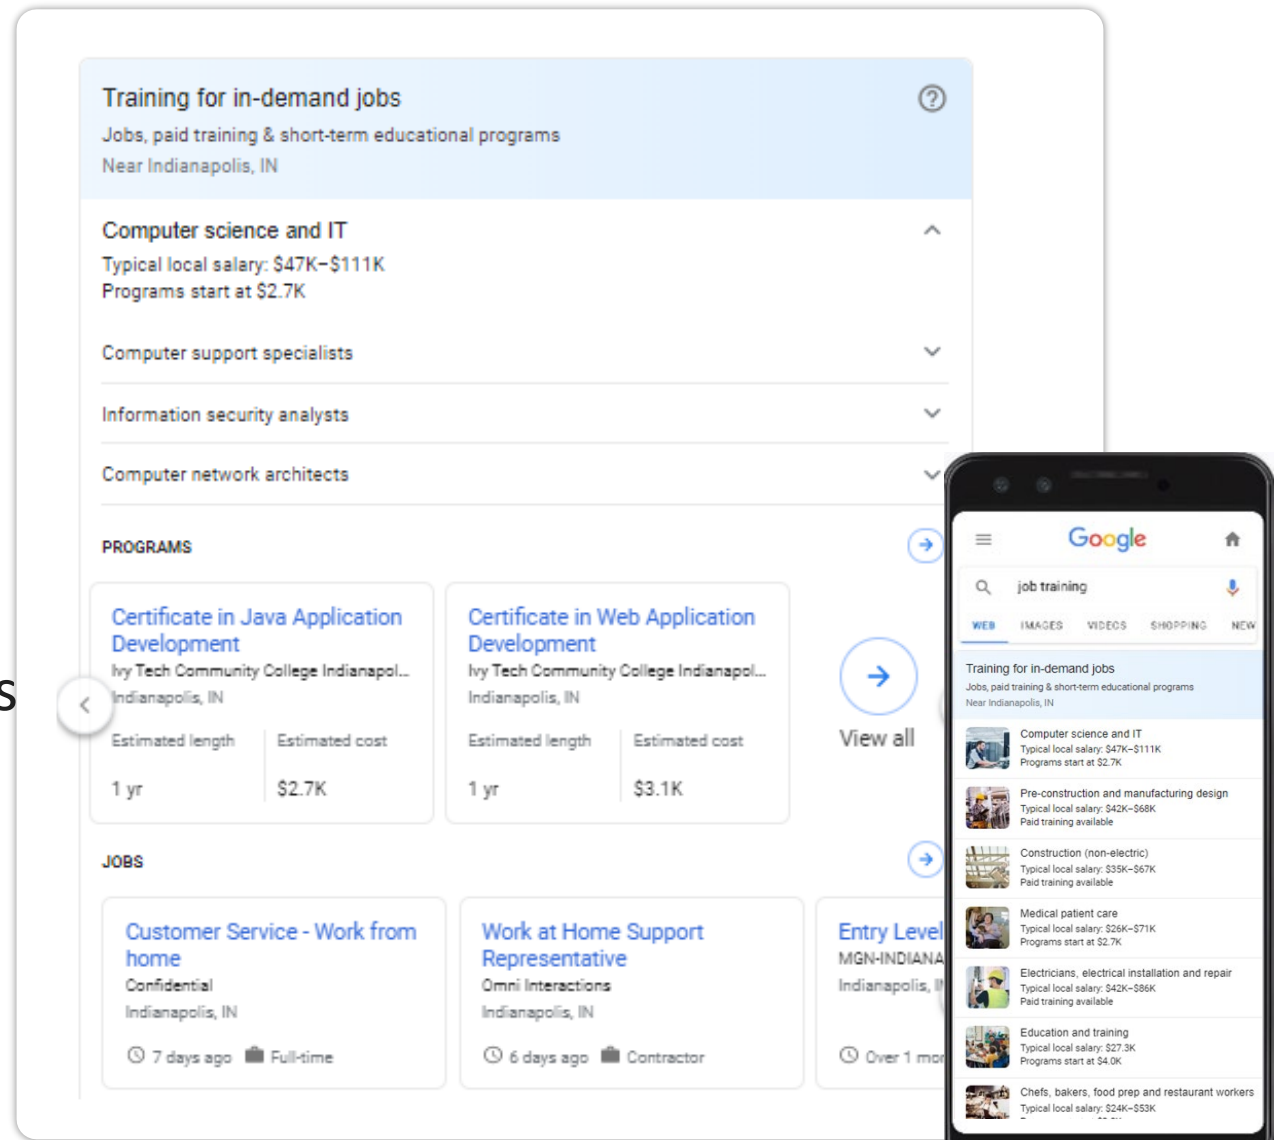 Training for in-demand jobs
Jobs, paid training & short-term educational programs
Near Indianapolis, IN
Computer science and IT
Typical local salary: $47K–$111K
Programs start at $2.7K
Computer support specialists
Information security analysts
Computer network architects
PROGRAMS
Certificate in Java Application
Development
Ivy Tech Community College Indianapol...
Indianapolis, IN
Estimated length Estimated cost
1 yr $2.7K
Certificate in Web Application
Development
Ivy Tech Community College Indianapol...
Indianapolis, IN
Estimated length Estimated cost
1 yr $3.1K
View all
s
JOBS
Customer Service - Work from
home
Confidential
Indianapolis, IN
7 days ago Full-time
Work at Home Support
Representative
Omni Interactions
Indianapolis, IN
6 days ago Contractor
Entry Level
MGN-INDIANA
Indianapolis, I
Over 1 mo
Google
job training
WEB IMAGES VIDEOS SHOPPING NEW
Training for in-demand jobs
Jobs, paid training & short-term educational programs
Near Indianapolis, IN
Computer science and IT
Typical local salary: $47K–$111K
Programs start at $2.7K
Pre-construction and manufacturing design
Typical local salary: $42K–$68K
Paid training available
Construction (non-electric)
Typical local salary: $35K–$67K
Paid training available
Medical patient care
Typical local salary: $26K–$71K
Programs start at $2.7K
Electricians, electrical installation and repair
Typical local salary: $42K–$86K
Paid training available
Education and training
Typical local salary: $27.3K
Programs start at $4.0K
Chefs, bakers, food prep and restaurant workers
Typical local salary: $24K–$53K